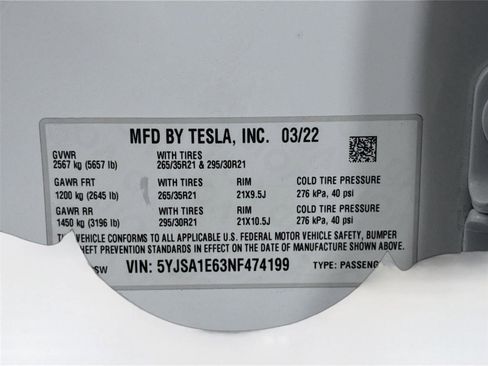 MFD BY TESLA, INC. 03/22
GVWR WITH TIRES
2567 kg (5657 lb) 265/35R21 & 295/30R21
GAWR FRT WITH TIRES RIM COLD TIRE PRESSURE
1200 kg (2645 lb) 265/35R21 21X9.5J 276 kPa, 40 psi
GAWR RR WITH TIRES RIM COLD TIRE PRESSURE
1450 kg (3196 lb) 295/30R21 21X10.5J 276 kPa, 40 psi
VEHICLE CONFORMS TO ALL APPLICABLE U.S. FEDERAL MOTOR VEHICLE SAFETY, BUMPER
THEFT PREVENTION STANDARDS IN EFFECT ON THE DATE OF MANUFACTURE SHOWN ABOVE.
VIN: 5YJSA1E63NF474199 TYPE: